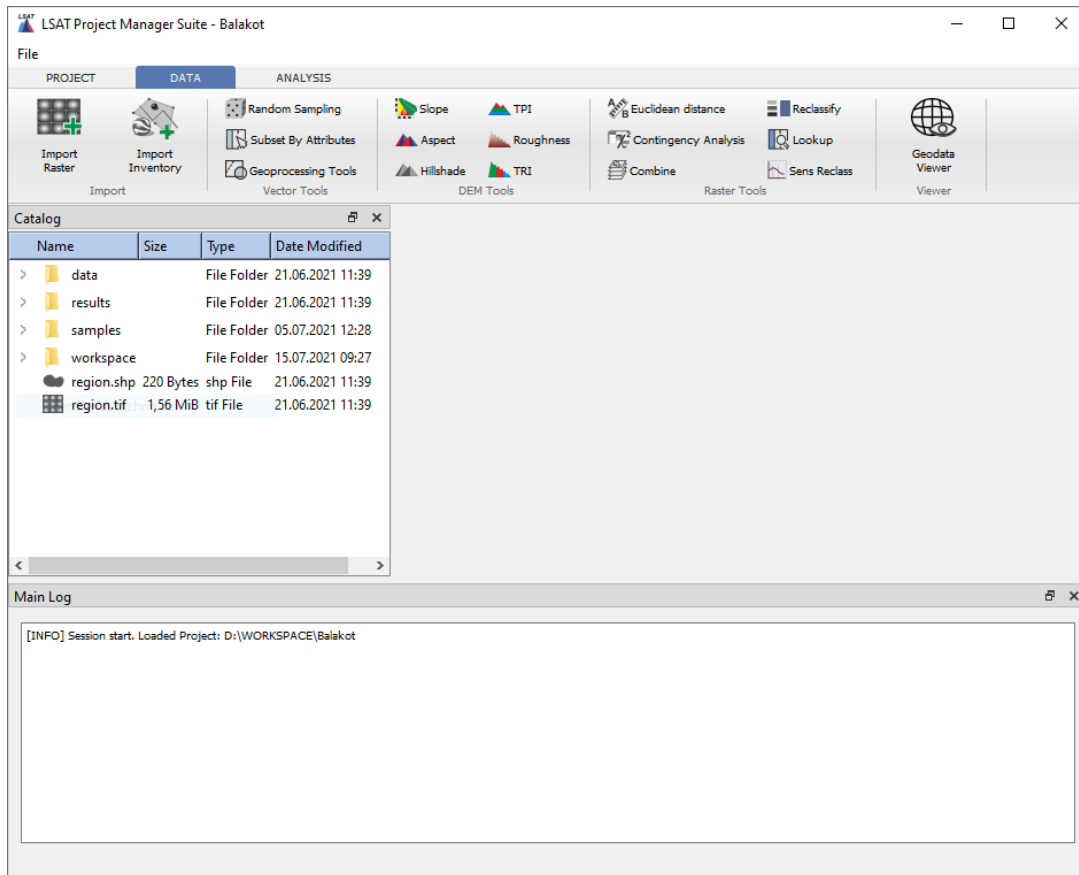 LSAT
LSAT Project Manager Suite - Balakot
File
PROJECT DATA ANALYSIS
Import Raster
Import Inventory
Import
Random Sampling
Subset By Attributes
Geoprocessing Tools
Vector Tools
Slope TPI
Aspect Roughness
Hillshade TRI
DEM Tools
Euclidean distance Reclassify
Contingency Analysis Lookup
Combine Sens Reclass
Raster Tools
Geodata
Viewer
Viewer
Catalog
Name Size Type Date Modified
data File Folder 21.06.2021 11:39
results File Folder 21.06.2021 11:39
samples File Folder 05.07.2021 12:28
workspace File Folder 15.07.2021 09:27
region.shp 220 Bytes shp File 21.06.2021 11:39
region.tif 1,56 MiB tif File 21.06.2021 11:39
Main Log
[INFO] Session start. Loaded Project: D:\WORKSPACE\Balakot